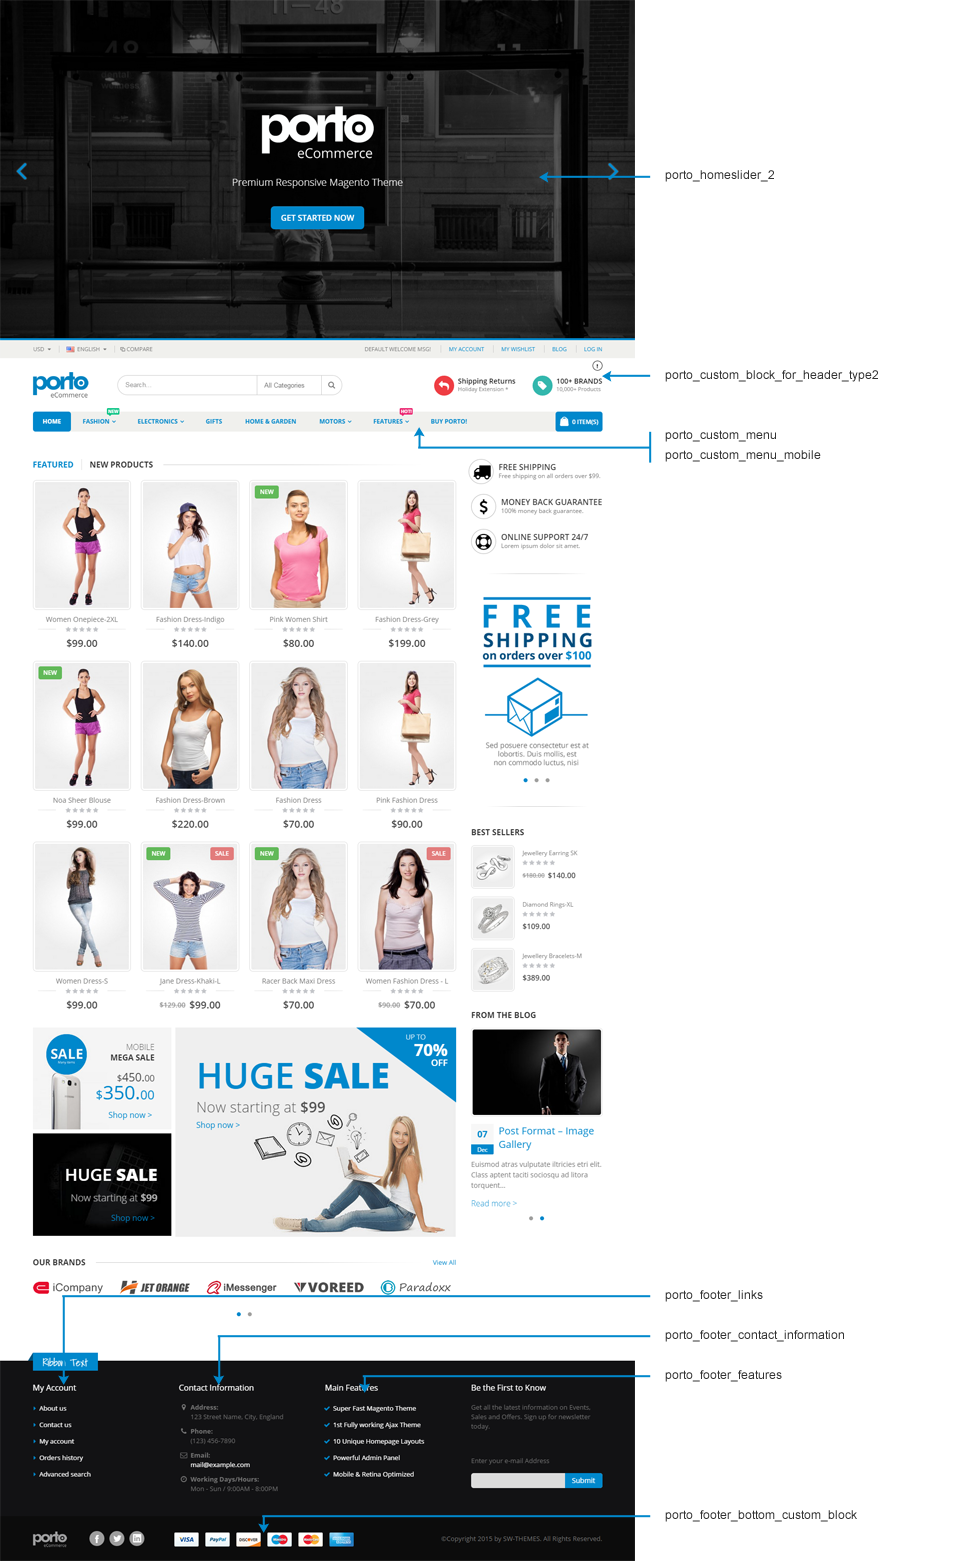 porto
eCommerce
Premium Responsive Magento Theme
GET STARTED NOW
porto_homeslider_2
USD
ENGLISH
COMPARE
DEFAULT WELCOME MSG!
MY ACCOUNT
MY WISHLIST
BLOG
LOG IN
porto
eCommerce
Search...
All Categories
Shipping Returns
Holiday Extension *
100+ BRANDS
10,000+ Products
porto_custom_block_for_header_type2
NEW
HOT!
HOME
FASHION
ELECTRONICS
GIFTS
HOME & GARDEN
MOTORS
FEATURES
BUY PORTO!
0 ITEM(S)
porto_custom_menu
porto_custom_menu_mobile
FEATURED
NEW PRODUCTS
FREE SHIPPING
Free shipping on all orders over $99.
MONEY BACK GUARANTEE
100% money back guarantee.
ONLINE SUPPORT 24/7
Lorem ipsum dolor sit amet.
NEW
Women Onepiece-2XL
$99.00
Fashion Dress-Indigo
$140.00
Pink Women Shirt
$80.00
Fashion Dress-Grey
$199.00
FREE
SHIPPING
on orders over $100
Sed posuere consectetur est at
lobortis. Duis mollis, est
non commodo luctus, nisi
NEW
Noa Sheer Blouse
$99.00
Fashion Dress-Brown
$220.00
Fashion Dress
$70.00
Pink Fashion Dress
$90.00
NEW
SALE
NEW
SALE
Women Dress-S
$99.00
Jane Dress-Khaki-L
$129.00 $99.00
Racer Back Maxi Dress
$70.00
Women Fashion Dress - L
$90.00 $70.00
BEST SELLERS
Jewellery Earring SK
$180.00 $140.00
Diamond Rings-XL
$109.00
Jewellery Bracelets-M
$389.00
SALE
MOBILE
MEGA SALE
$450.00
$350.00
Shop now >
HUGE SALE
Now starting at $99
Shop now >
UP TO
70%
OFF
HUGE SALE
Now starting at $99
Shop now >
FROM THE BLOG
07
Dec
Post Format – Image
Gallery
Euismod atras vulputate iltricies etri elit.
Class aptent taciti sociosqu ad litora
torquent...
Read more >
OUR BRANDS
View All
iCompany
JET ORANGE
iMessenger
VOREED
Paradoxx
porto_footer_links
porto_footer_contact_information
porto_footer_features
Ribbon Text
My Account
About us
Contact us
My account
Orders history
Advanced search
Contact Information
Address:
123 Street Name, City, England
Phone:
(123) 456-7890
Email:
mail@example.com
Working Days/Hours:
Mon - Sun / 9:00AM - 8:00PM
Main Features
Super Fast Magento Theme
1st Fully working Ajax Theme
10 Unique Homepage Layouts
Powerful Admin Panel
Mobile & Retina Optimized
Be the First to Know
Get all the latest information on Events.
Sales and Offers. Sign up for newsletter
today.
Enter your e-mail Address
Submit
porto_footer_bottom_custom_block
porto
eCommerce
VISA
PayPal
DISCOVER
©Copyright 2015 by SW-THEMES. All Rights Reserved.